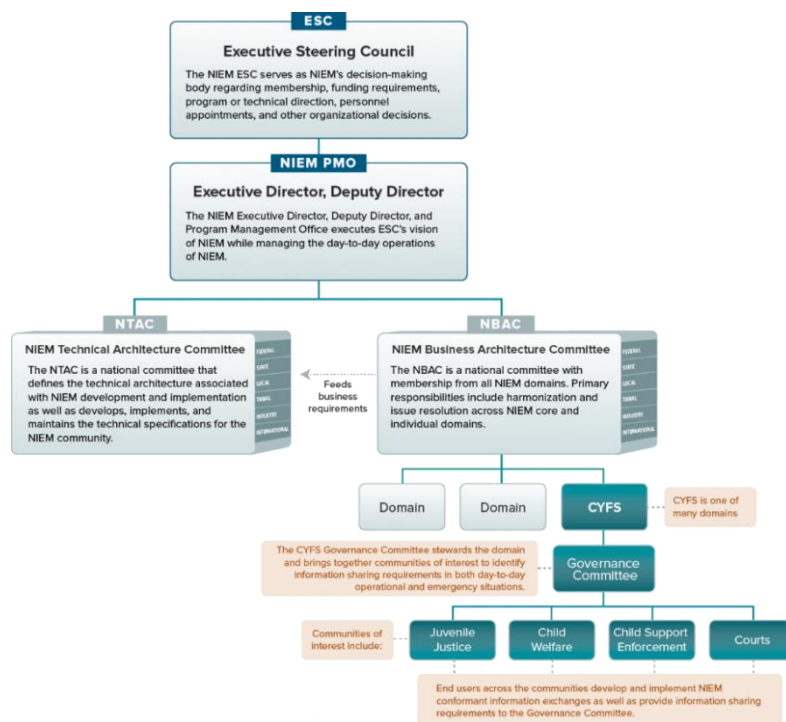 ESC
Executive Steering Council
The NIEM ESC serves as NIEM's decision-making
body regarding membership, funding requirements,
program or technical direction, personnel
appointments, and other organizational decisions.
NIEM PMO
Executive Director, Deputy Director
The NIEM Executive Director, Deputy Director, and
Program Management Office executes ESC's vision
of NIEM while managing the day-to-day operations
of NIEM.
NTAC
NIEM Technical Architecture Committee
The NTAC is a national committee that
defines the technical architecture associated
with NIEM development and implementation
as well as develops, implements, and
maintains the technical specifications for the
NIEM community.
FEDERAL
STATE
LOCAL
TRIBAL
INDUSTRY
INTERNATIONAL
Feeds
business
requirements
NBAC
NIEM Business Architecture Committee
The NBAC is a national committee with
membership from all NIEM domains. Primary
responsibilities include harmonization and
issue resolution across NIEM core and
individual domains.
FEDERAL
STATE
LOCAL
TRIBAL
INDUSTRY
INTERNATIONAL
Domain
Domain
CYFS
CYFS is one of
many domains
The CYFS Governance Committee stewards the domain
and brings together communities of interest to identify
information sharing requirements in both day-to-day
operational and emergency situations.
Governance
Committee
Communities of
interest include:
Juvenile
Justice
Child
Welfare
Child Support
Enforcement
Courts
End users across the communities develop and implement NIEM
conformant information exchanges as well as provide information sharing
requirements to the Governance Committee.